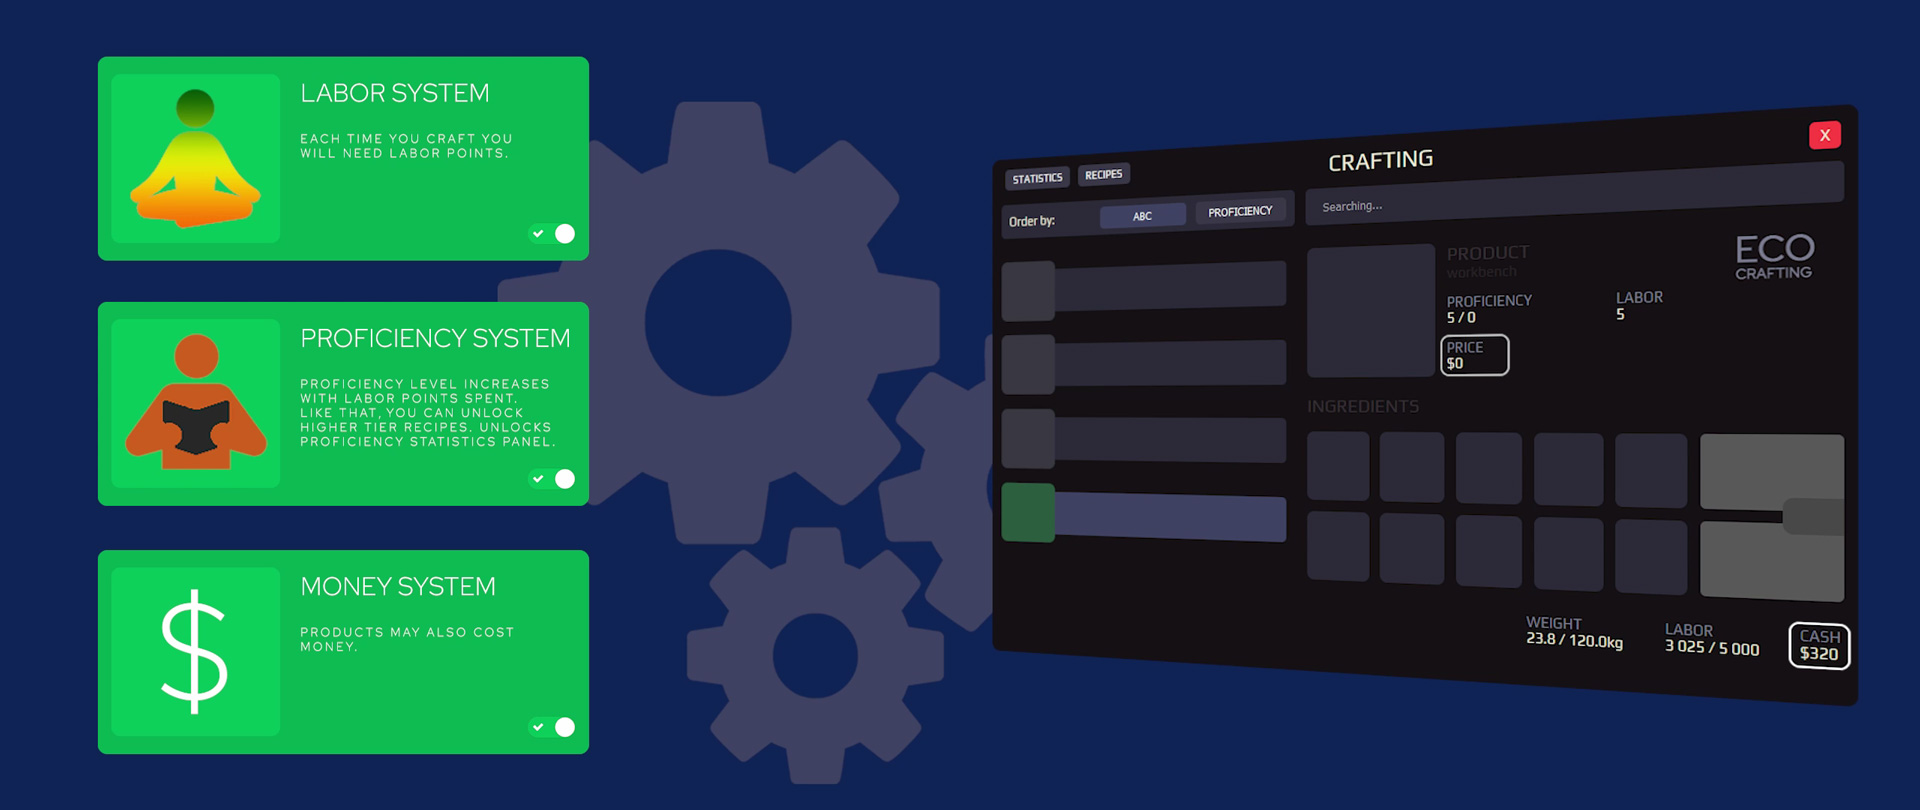 LABOR SYSTEM
EACH TIME YOU CRAFT YOU
WILL NEED LABOR POINTS.
PROFICIENCY SYSTEM
PROFICIENCY LEVEL INCREASES
WITH LABOR POINTS SPENT.
LIKE THAT, YOU CAN UNLOCK
HIGHER TIER RECIPES. UNLOCKS
PROFICIENCY STATISTICS PANEL.
$
MONEY SYSTEM
PRODUCTS MAY ALSO COST
MONEY.
CRAFTING
X
STATISTICS
RECIPES
Order by:
ABC
PROFICIENCY
Searching...
PRODUCT
workbench
ECO
CRAFTING
PROFICIENCY
5 / 0
LABOR
5
PRICE
$0
INGREDIENTS
WEIGHT
23.8 / 120.0kg
LABOR
3 025 / 5 000
CASH
$320